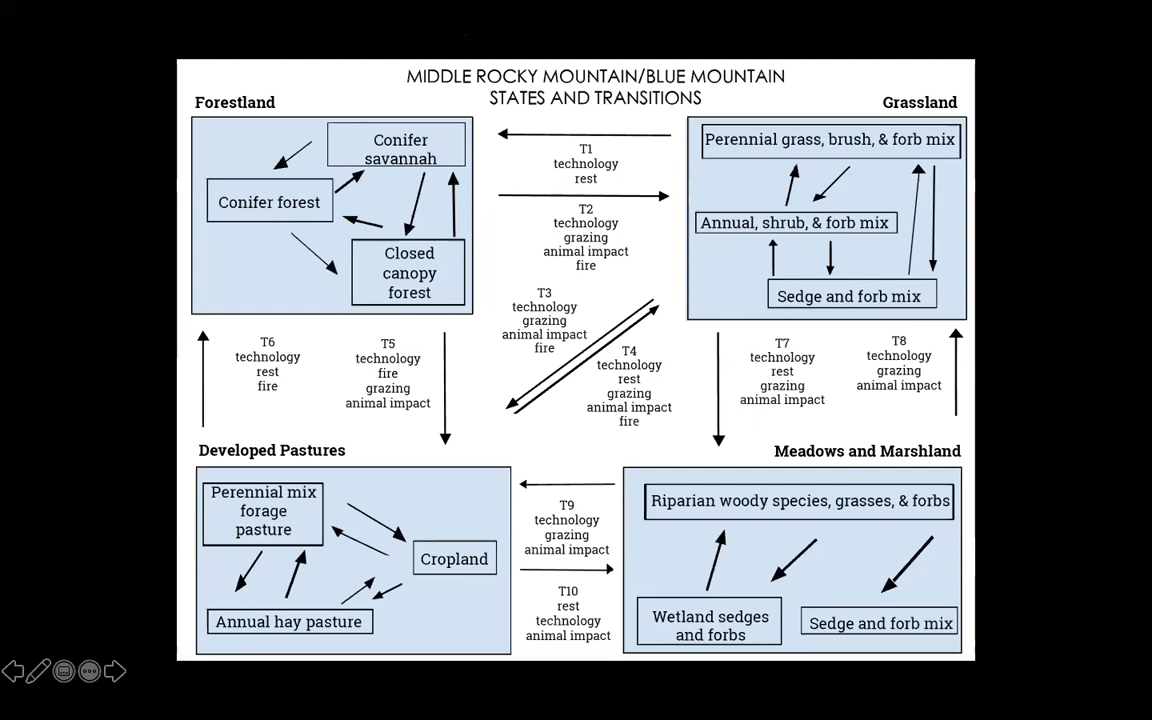 MIDDLE ROCKY MOUNTAIN/BLUE MOUNTAIN
STATES AND TRANSITIONS
Forestland
Conifer
savannah
Conifer forest
Closed
canopy
forest
T1
technology
rest
T2
technology
grazing
animal impact
fire
Grassland
Perennial grass, brush, & forb mix
Annual, shrub, & forb mix
Sedge and forb mix
T3
technology
grazing
animal impact
fire
T4
technology
rest
grazing
animal impact
fire
T6
technology
rest
fire
T5
technology
fire
grazing
animal impact
T7
technology
rest
grazing
animal impact
T8
technology
grazing
animal impact
Developed Pastures
Perennial mix
forage
pasture
Cropland
Annual hay pasture
T9
technology
grazing
animal impact
T10
rest
technology
animal impact
Meadows and Marshland
Riparian woody species, grasses, & forbs
Wetland sedges
and forbs
Sedge and forb mix